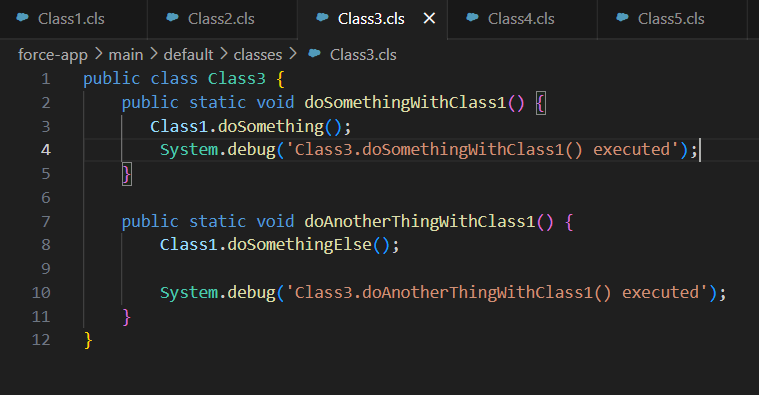 Class1.cls Class2.cls Class3.cls Class4.cls Class5.cls
force-app > main > default > classes > Class3.cls
1 public class Class3 {
2 public static void doSomethingWithClass1() {
3 Class1.doSomething();
4 System.debug('Class3.doSomethingWithClass1() executed');
5 }
6
7 public static void doAnotherThingWithClass1() {
8 Class1.doSomethingElse();
9
10 System.debug('Class3.doAnotherThingWithClass1() executed');
11 }
12 }